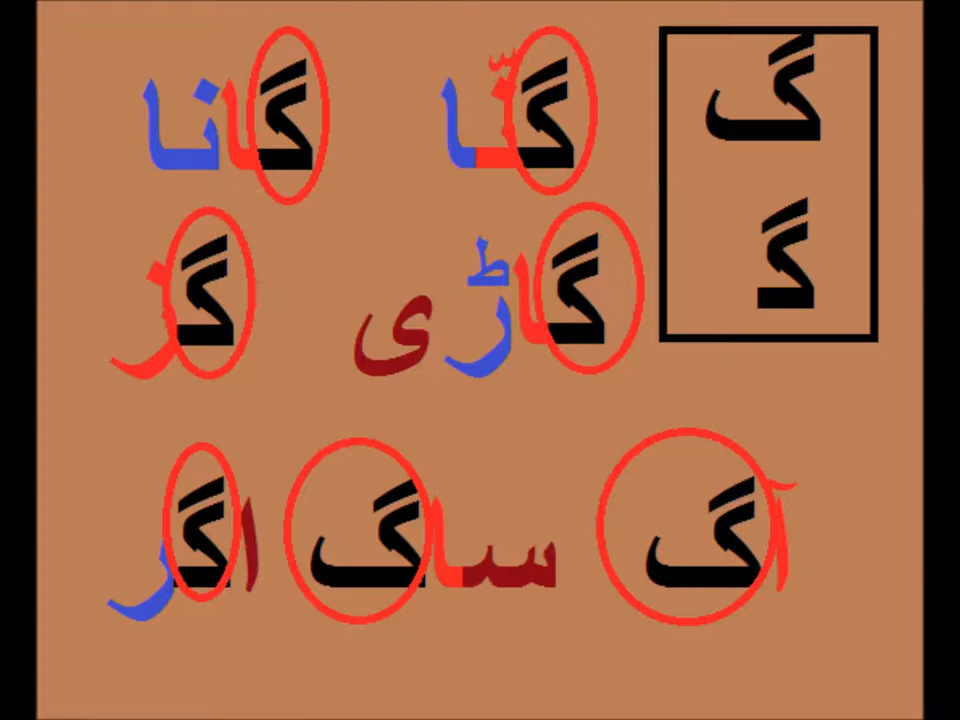 گ
گـ
گنّا گانا
گاڑی گز
آگ ساگ اگر